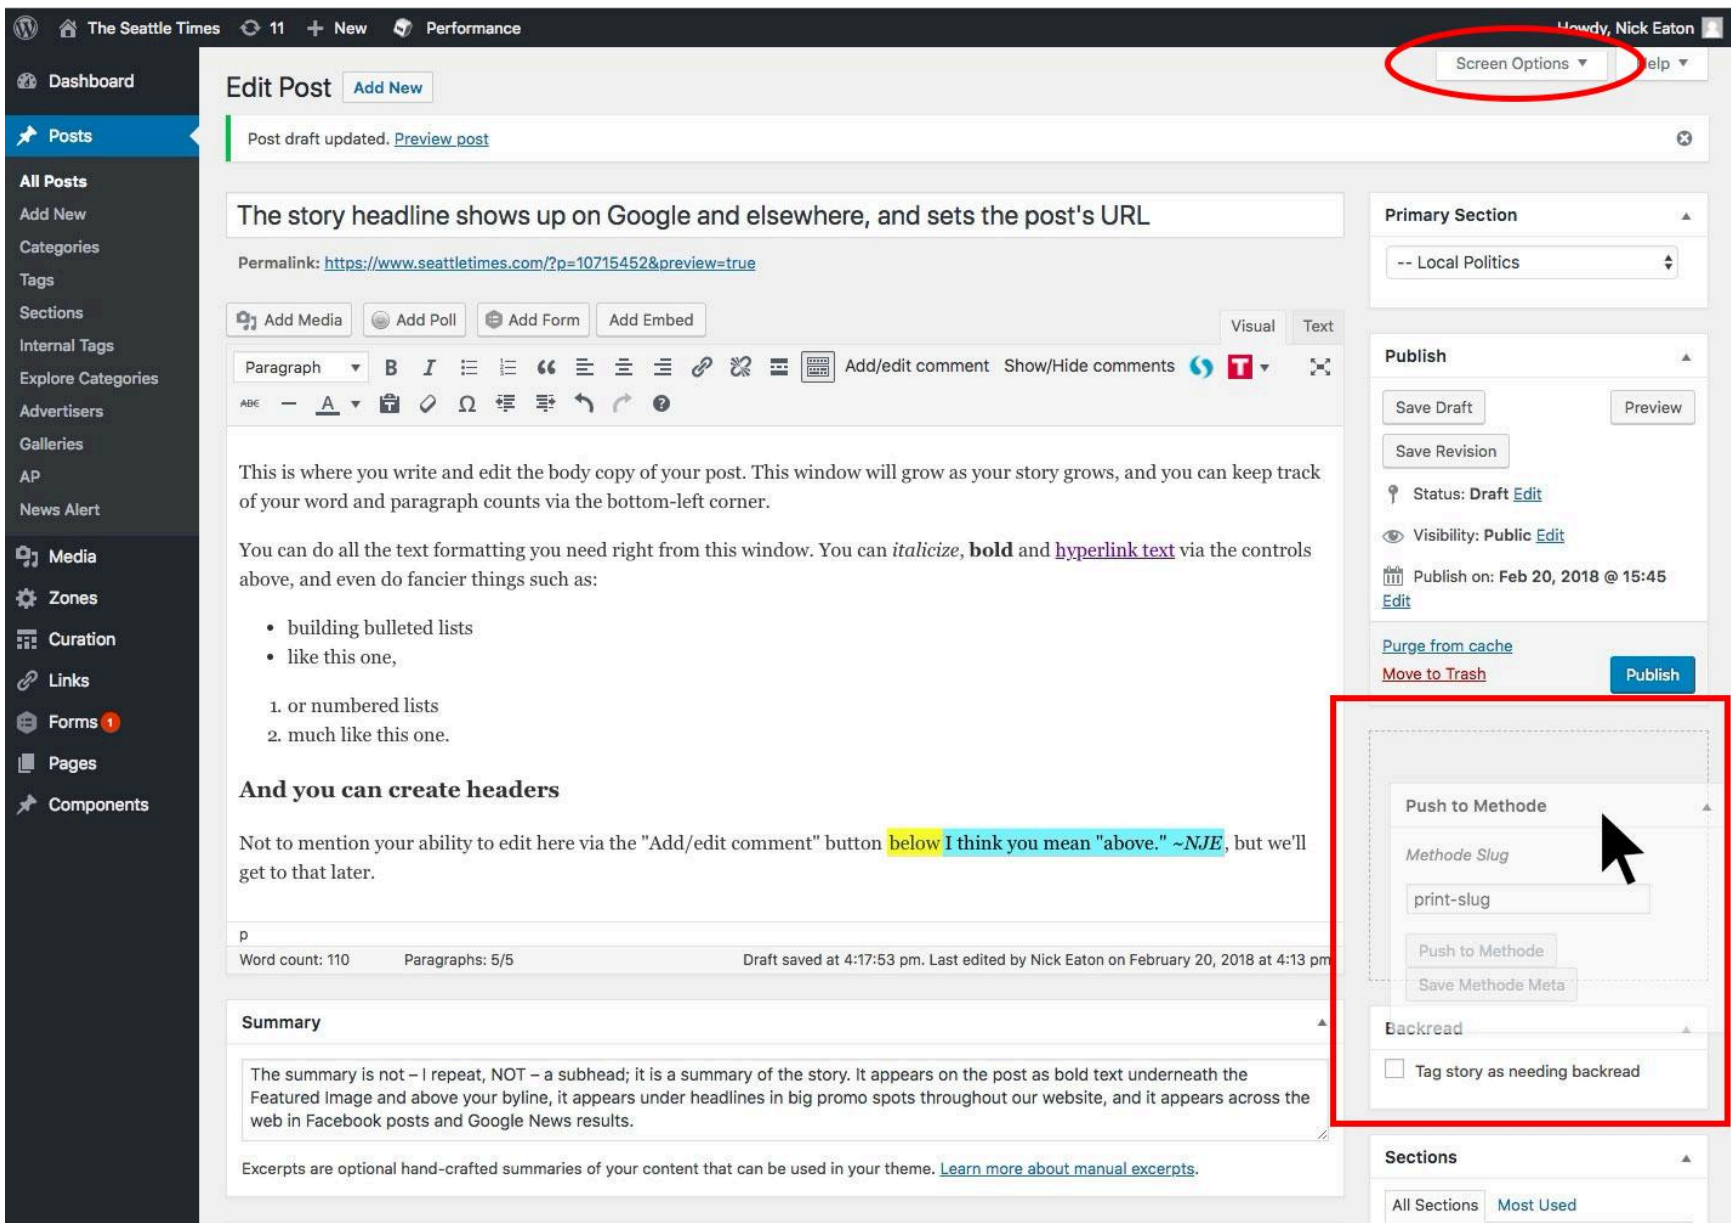 The Seattle Times 11 New Performance Howdy, Nick Eaton
Screen Options Help
Dashboard
Posts
All Posts
Add New
Categories
Tags
Sections
Internal Tags
Explore Categories
Advertisers
Galleries
AP
News Alert
Media
Zones
Curation
Links
Forms 1
Pages
Components
Edit Post Add New
Post draft updated. Preview post
The story headline shows up on Google and elsewhere, and sets the post's URL
Permalink: https://www.seattletimes.com/?p=10715452&preview=true
Add Media Add Poll Add Form Add Embed
Visual Text
Paragraph B I Add/edit comment Show/Hide comments T
ABC A Ω
This is where you write and edit the body copy of your post. This window will grow as your story grows, and you can keep track
of your word and paragraph counts via the bottom-left corner.
You can do all the text formatting you need right from this window. You can italicize, bold and hyperlink text via the controls
above, and even do fancier things such as:
• building bulleted lists
• like this one,
1. or numbered lists
2. much like this one.
And you can create headers
Not to mention your ability to edit here via the "Add/edit comment" button below I think you mean "above." ~NJE, but we'll
get to that later.
p
Word count: 110 Paragraphs: 5/5 Draft saved at 4:17:53 pm. Last edited by Nick Eaton on February 20, 2018 at 4:13 pm
Summary
The summary is not – I repeat, NOT – a subhead; it is a summary of the story. It appears on the post as bold text underneath the
Featured Image and above your byline, it appears under headlines in big promo spots throughout our website, and it appears across the
web in Facebook posts and Google News results.
Excerpts are optional hand-crafted summaries of your content that can be used in your theme. Learn more about manual excerpts.
Primary Section
-- Local Politics
Publish
Save Draft Preview
Save Revision
Status: Draft Edit
Visibility: Public Edit
Publish on: Feb 20, 2018 @ 15:45
Edit
Purge from cache
Move to Trash Publish
Push to Methode
Methode Slug
print-slug
Push to Methode
Save Methode Meta
Backread
Tag story as needing backread
Sections
All Sections Most Used